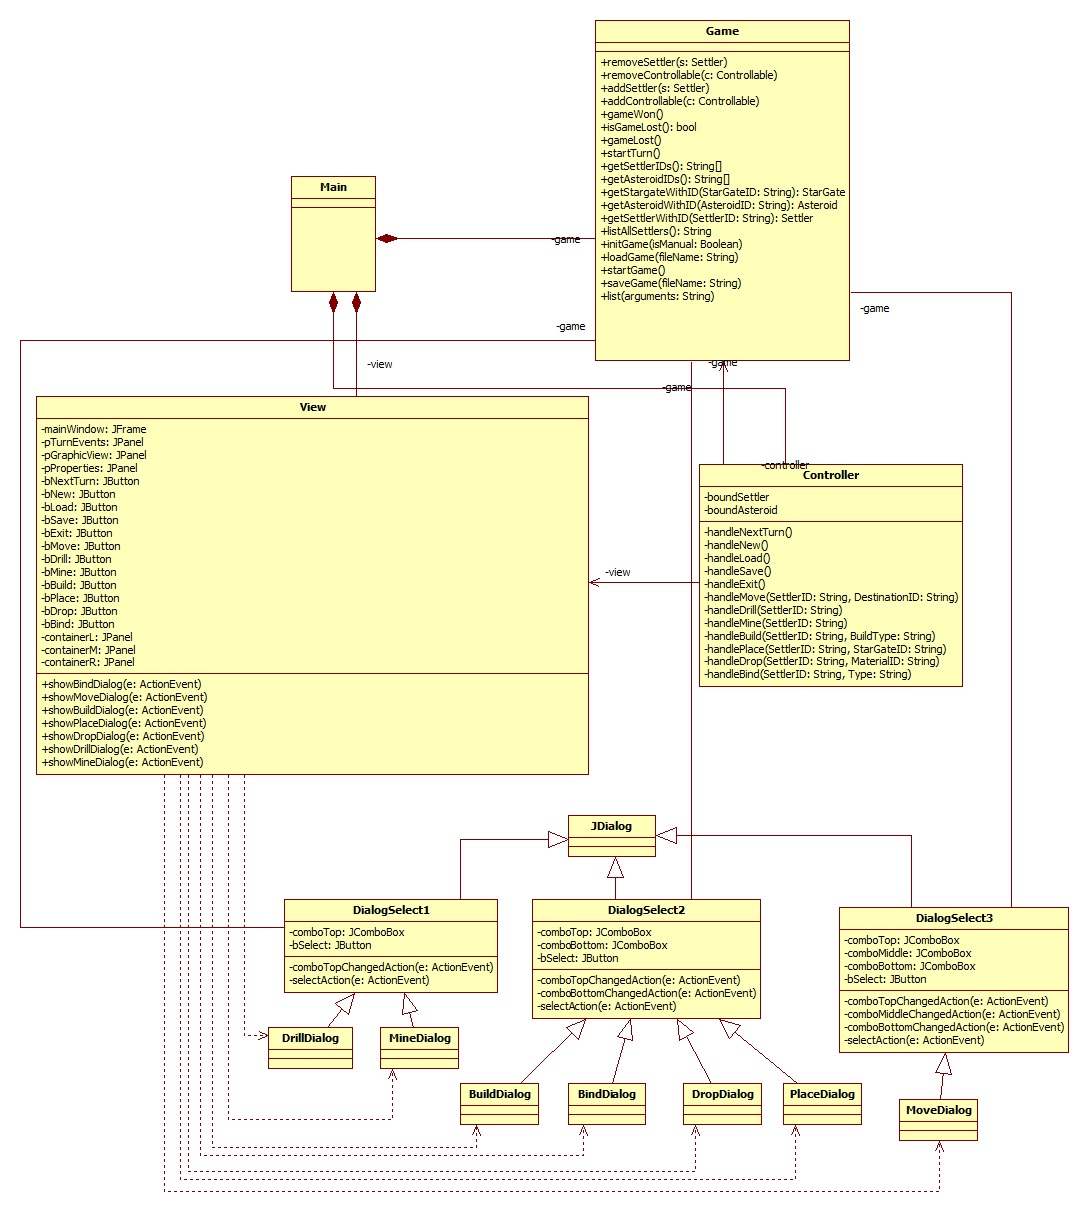 Game
+removeSettler(s: Settler)
+removeControllable(c: Controllable)
+addSettler(s: Settler)
+addControllable(c: Controllable)
+gameWon()
+isGameLost(): bool
+gameLost()
+startTurn()
+getSettlerIDs(): String[]
+getAsteroidIDs(): String[]
+getStargateWithID(StarGateID: String): StarGate
+getAsteroidWithID(AsteroidID: String): Asteroid
+getSettlerWithID(SettlerID: String): Settler
+listAllSettlers(): String
+initGame(isManual: Boolean)
+loadGame(fileName: String)
+startGame()
+saveGame(fileName: String)
+list(arguments: String)
Main
-game
-game
-game
-view
-game
-game
View
-mainWindow: JFrame
-pTurnEvents: JPanel
-pGraphicView: JPanel
-pProperties: JPanel
-bNextTurn: JButton
-bNew: JButton
-bLoad: JButton
-bSave: JButton
-bExit: JButton
-bMove: JButton
-bDrill: JButton
-bMine: JButton
-bBuild: JButton
-bPlace: JButton
-bDrop: JButton
-bBind: JButton
-containerL: JPanel
-containerM: JPanel
-containerR: JPanel
+showBindDialog(e: ActionEvent)
+showMoveDialog(e: ActionEvent)
+showBuildDialog(e: ActionEvent)
+showPlaceDialog(e: ActionEvent)
+showDropDialog(e: ActionEvent)
+showDrillDialog(e: ActionEvent)
+showMineDialog(e: ActionEvent)
-controller
Controller
-boundSettler
-boundAsteroid
-handleNextTurn()
-handleNew()
-handleLoad()
-handleSave()
-handleExit()
-handleMove(SettlerID: String, DestinationID: String)
-handleDrill(SettlerID: String)
-handleMine(SettlerID: String)
-handleBuild(SettlerID: String, BuildType: String)
-handlePlace(SettlerID: String, StarGateID: String)
-handleDrop(SettlerID: String, MaterialID: String)
-handleBind(SettlerID: String, Type: String)
-view
JDialog
DialogSelect1
-comboTop: JComboBox
-bSelect: JButton
-comboTopChangedAction(e: ActionEvent)
-selectAction(e: ActionEvent)
DialogSelect2
-comboTop: JComboBox
-comboBottom: JComboBox
-bSelect: JButton
-comboTopChangedAction(e: ActionEvent)
-comboBottomChangedAction(e: ActionEvent)
-selectAction(e: ActionEvent)
DialogSelect3
-comboTop: JComboBox
-comboMiddle: JComboBox
-comboBottom: JComboBox
-bSelect: JButton
-comboTopChangedAction(e: ActionEvent)
-comboMiddleChangedAction(e: ActionEvent)
-comboBottomChangedAction(e: ActionEvent)
-selectAction(e: ActionEvent)
DrillDialog
MineDialog
BuildDialog
BindDialog
DropDialog
PlaceDialog
MoveDialog